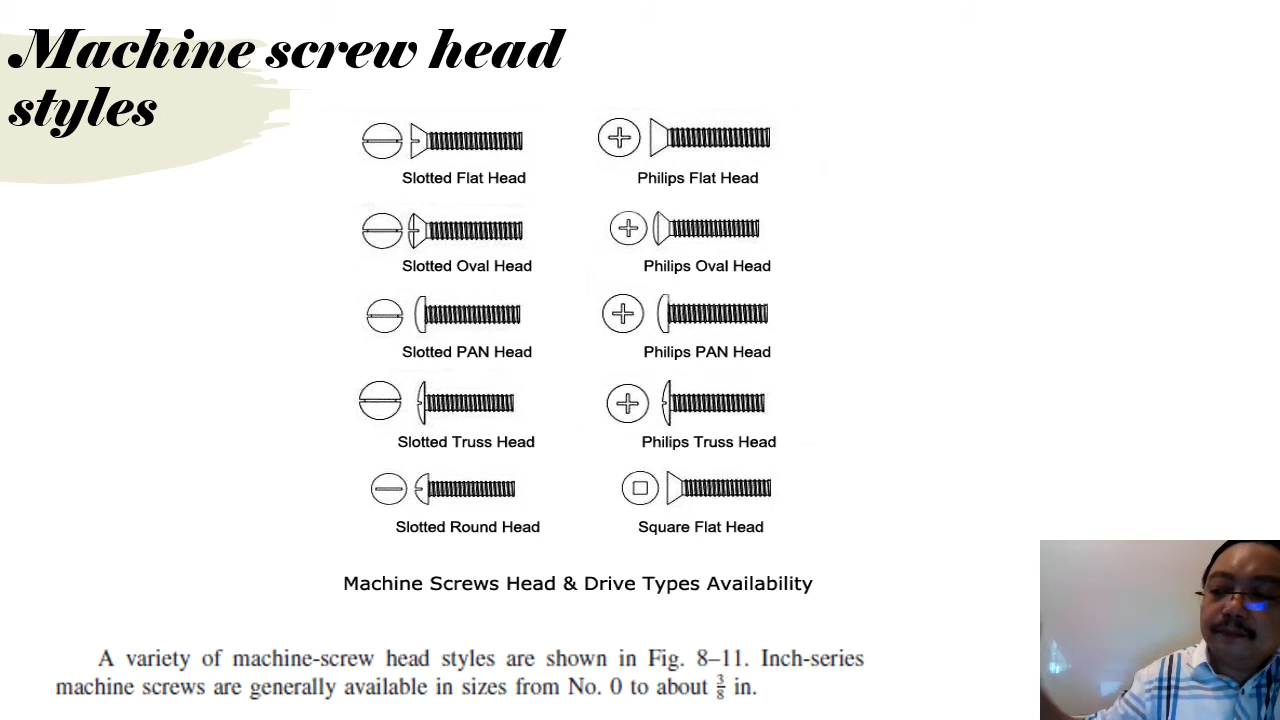 Machine screw head
styles
Slotted Flat Head
Philips Flat Head
Slotted Oval Head
Philips Oval Head
Slotted PAN Head
Philips PAN Head
Slotted Truss Head
Philips Truss Head
Slotted Round Head
Square Flat Head
Machine Screws Head & Drive Types Availability
A variety of machine-screw head styles are shown in Fig. 8–11. Inch-series
machine screws are generally available in sizes from No. 0 to about 3/8 in.